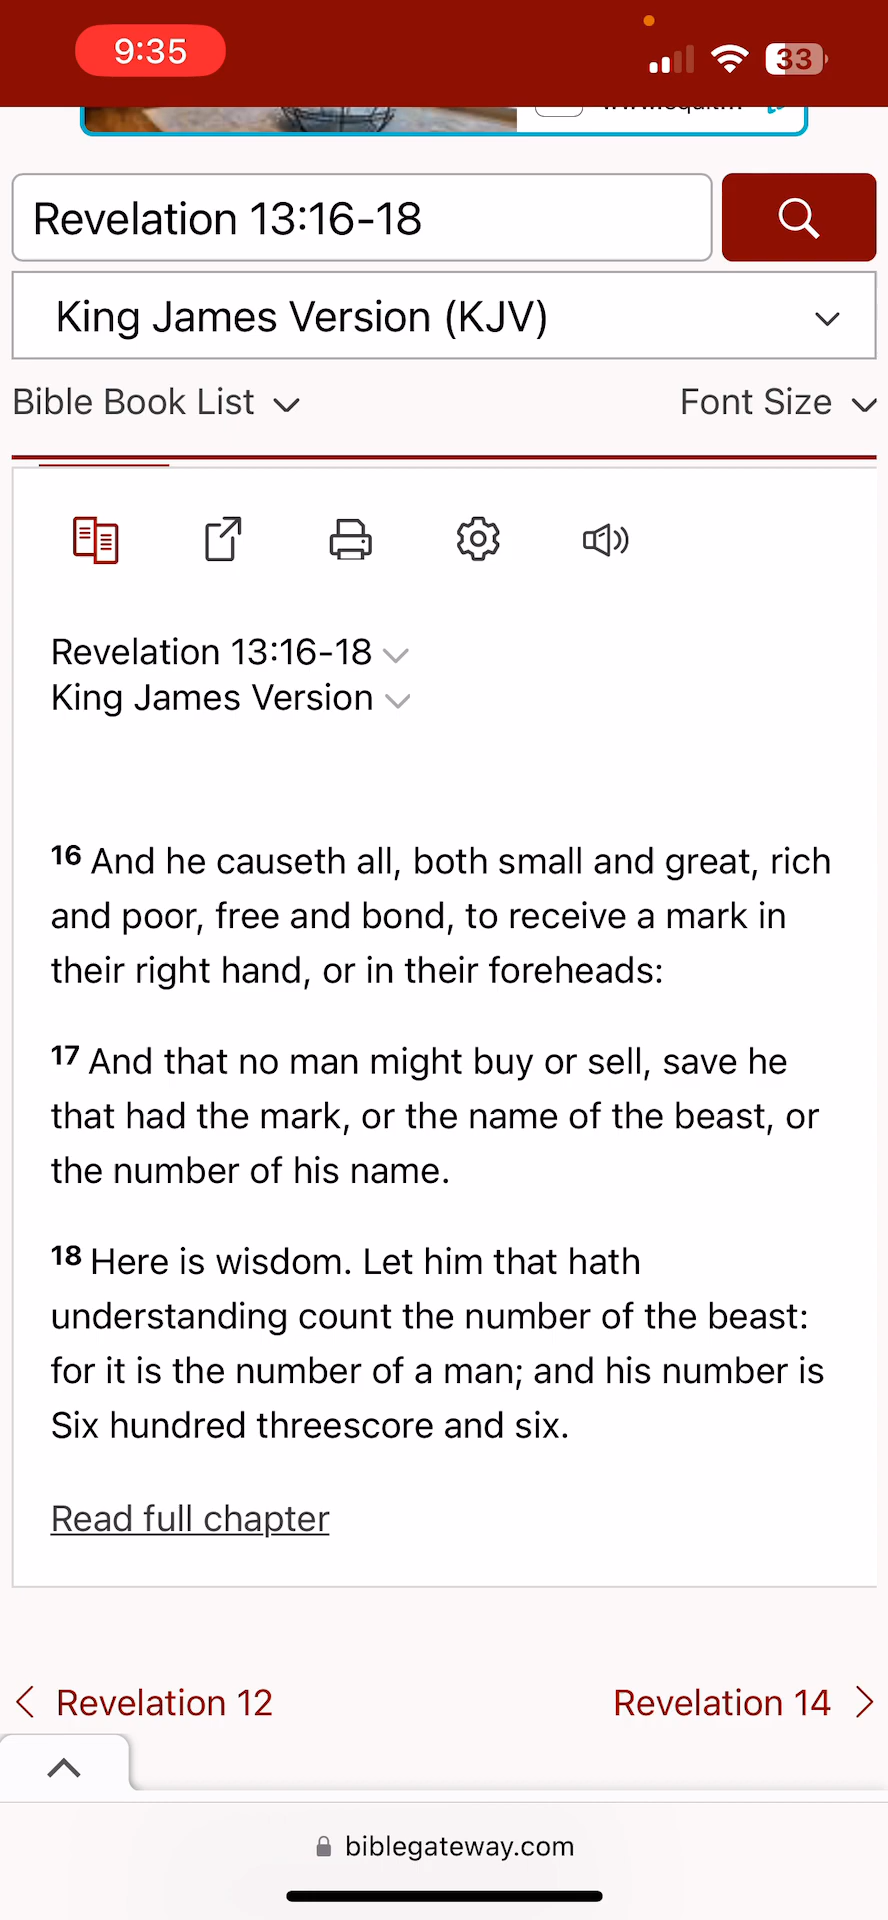 9:35
33
Revelation 13:16-18
King James Version (KJV)
Bible Book List
Font Size
Revelation 13:16-18
King James Version
16 And he causeth all, both small and great, rich
and poor, free and bond, to receive a mark in
their right hand, or in their foreheads:
17 And that no man might buy or sell, save he
that had the mark, or the name of the beast, or
the number of his name.
18 Here is wisdom. Let him that hath
understanding count the number of the beast:
for it is the number of a man; and his number is
Six hundred threescore and six.
Read full chapter
Revelation 12
Revelation 14
biblegateway.com